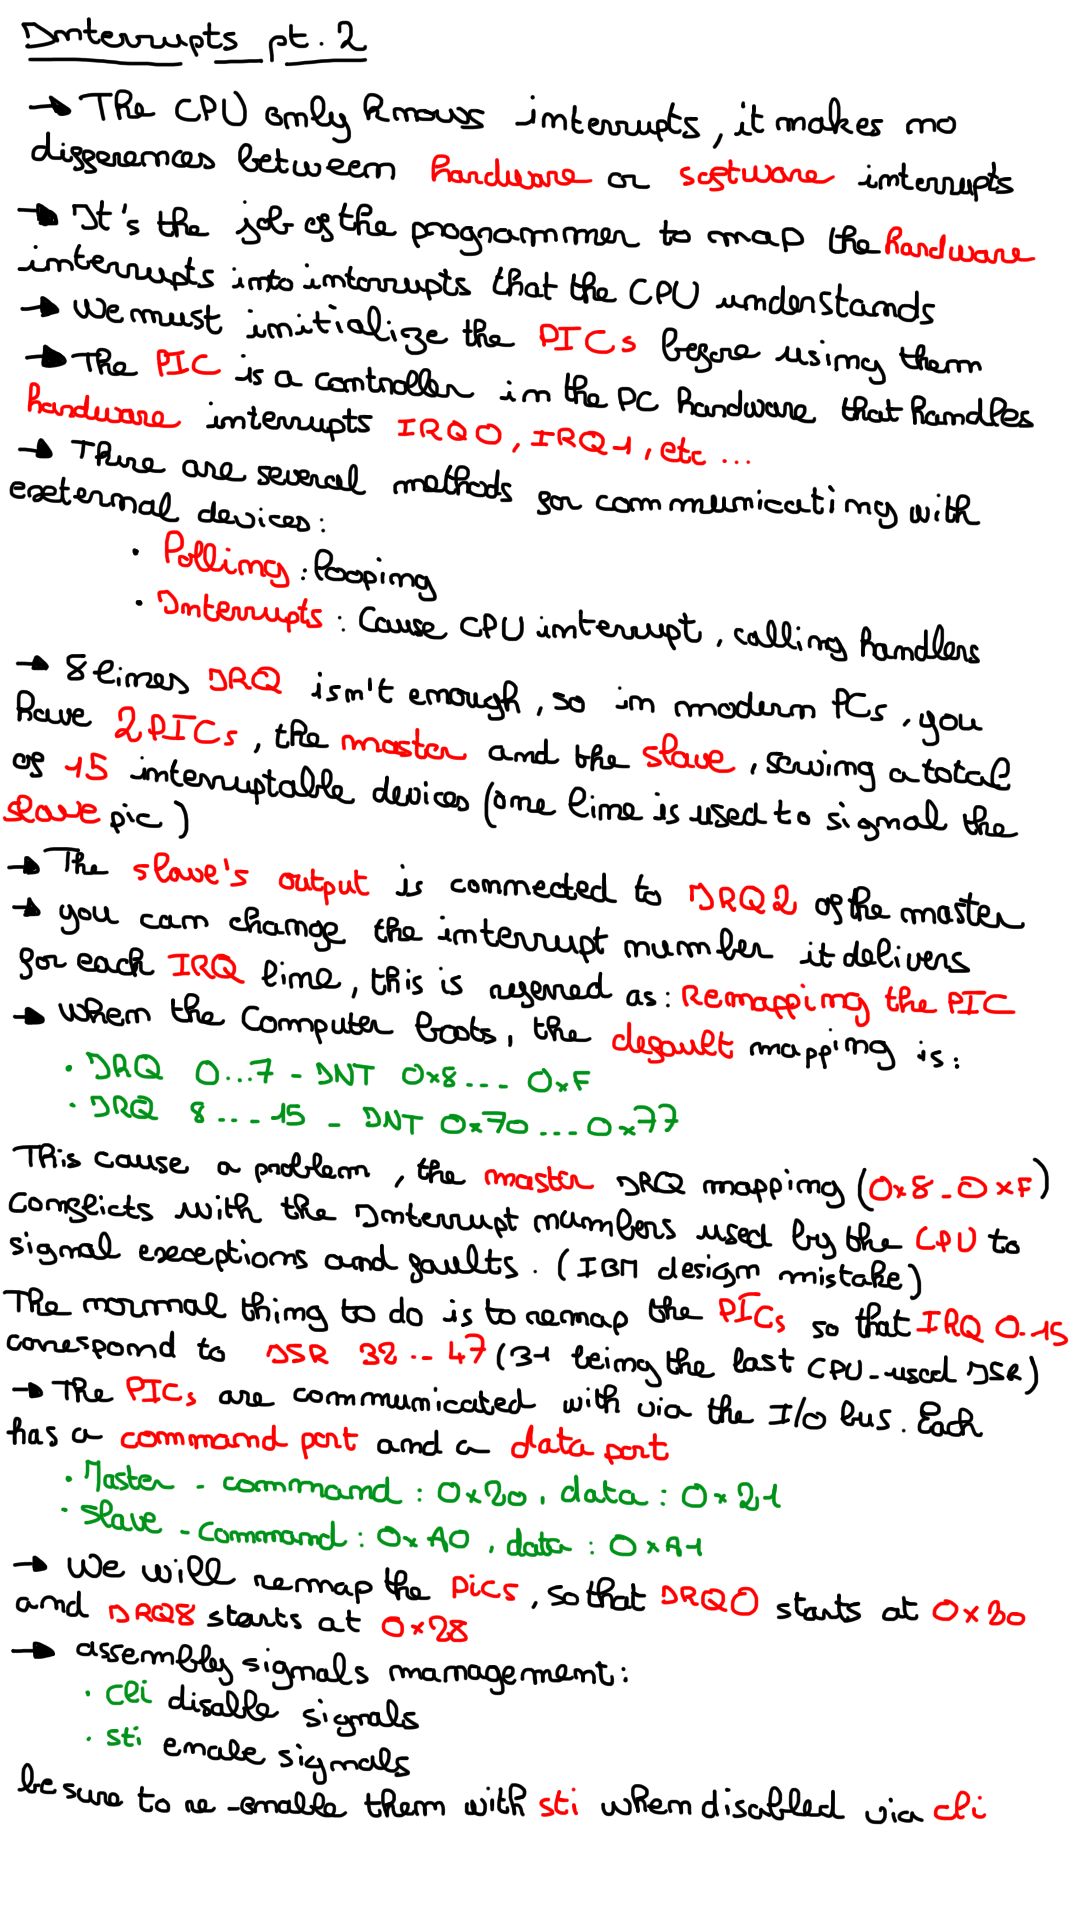 Interrupts pt. 2
→ The CPU only knows interrupts, it makes no
differences between hardware or software interrupts
→ It's the job of the programmer to map the hardware
interrupts into interrupts that the CPU understands
→ We must initialize the PICs before using them
→ The PIC is a controller in the PC hardware that handles
hardware interrupts IRQ0, IRQ1, etc ...
→ There are several methods for communicating with
external devices:
• Polling: Looping
• Interrupts: Cause CPU interrupt, calling handlers
→ 8 lines IRQ isn't enough, so in modern PCs, you
have 2 PICs, the master and the slave, serving a total
of 15 interruptable devices (one line is used to signal the
slave pic)
→ The slave's output is connected to IRQ2 of the master
→ you can change the interrupt number it delivers
for each IRQ line, this is referred as: Remapping the PIC
→ when the Computer boots, the default mapping is:
• IRQ 0...7 - INT 0x8... 0xF
• IRQ 8....15 - INT 0x70....0x77
This cause a problem, the master IRQ mapping (0x8-0xF)
conflicts with the Interrupt numbers used by the CPU to
signal exceptions and faults. (IBM design mistake)
The normal thing to do is to remap the PICs so that IRQ 0..15
correspond to ISR 32..47 (31 being the last CPU-used ISR)
→ The PICs are communicated with via the I/O bus. Each
has a command port and a data port
• Master - command: 0x20, data: 0x21
• Slave - command: 0xA0, data: 0xA1
→ We will remap the pics, so that IRQ0 starts at 0x20
and IRQ8 starts at 0x28
→ assembly signals management:
• cli disable signals
• sti enable signals
be sure to re-enable them with sti when disabled via cli